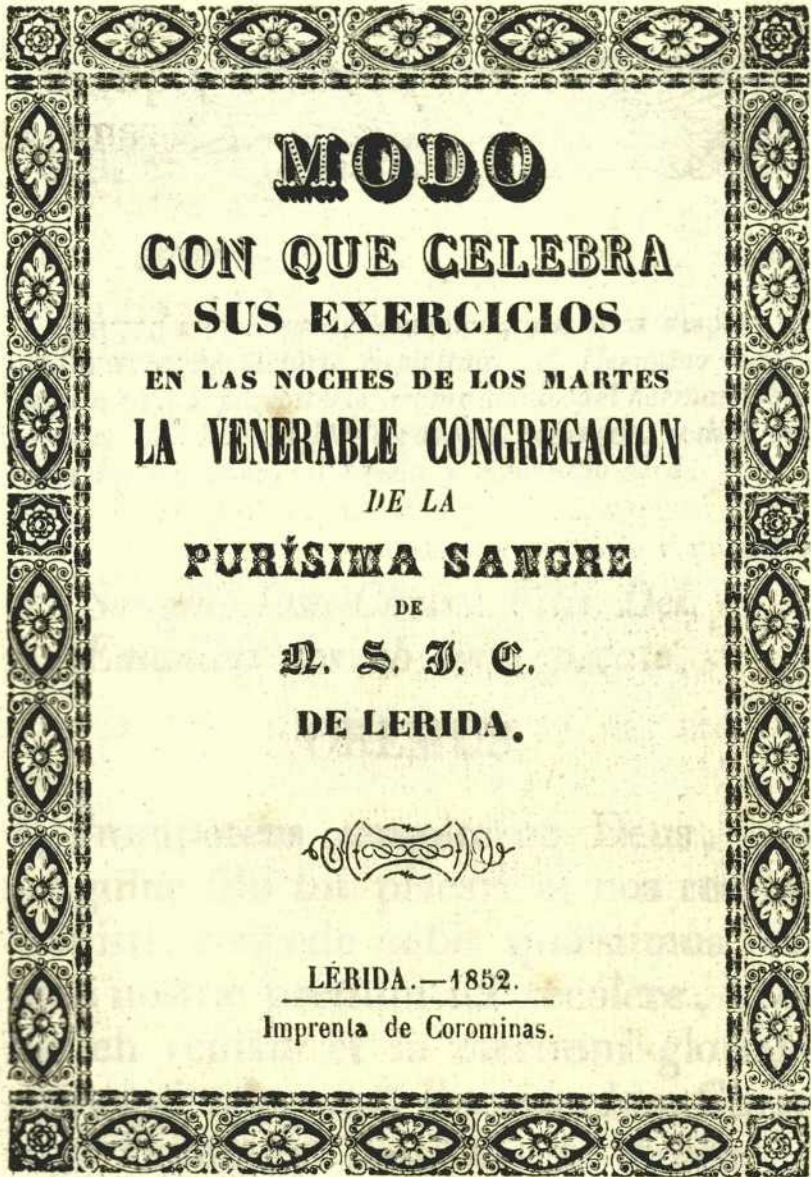 MODO
CON QUE CELEBRA
SUS EXERCICIOS
EN LAS NOCHES DE LOS MARTES
LA VENERABLE CONGREGACION
DE LA
PURÍSIMA SANGRE
DE
N. S. J. C.
DE LERIDA.
LÉRIDA.—1852.
Imprenta de Corominas.